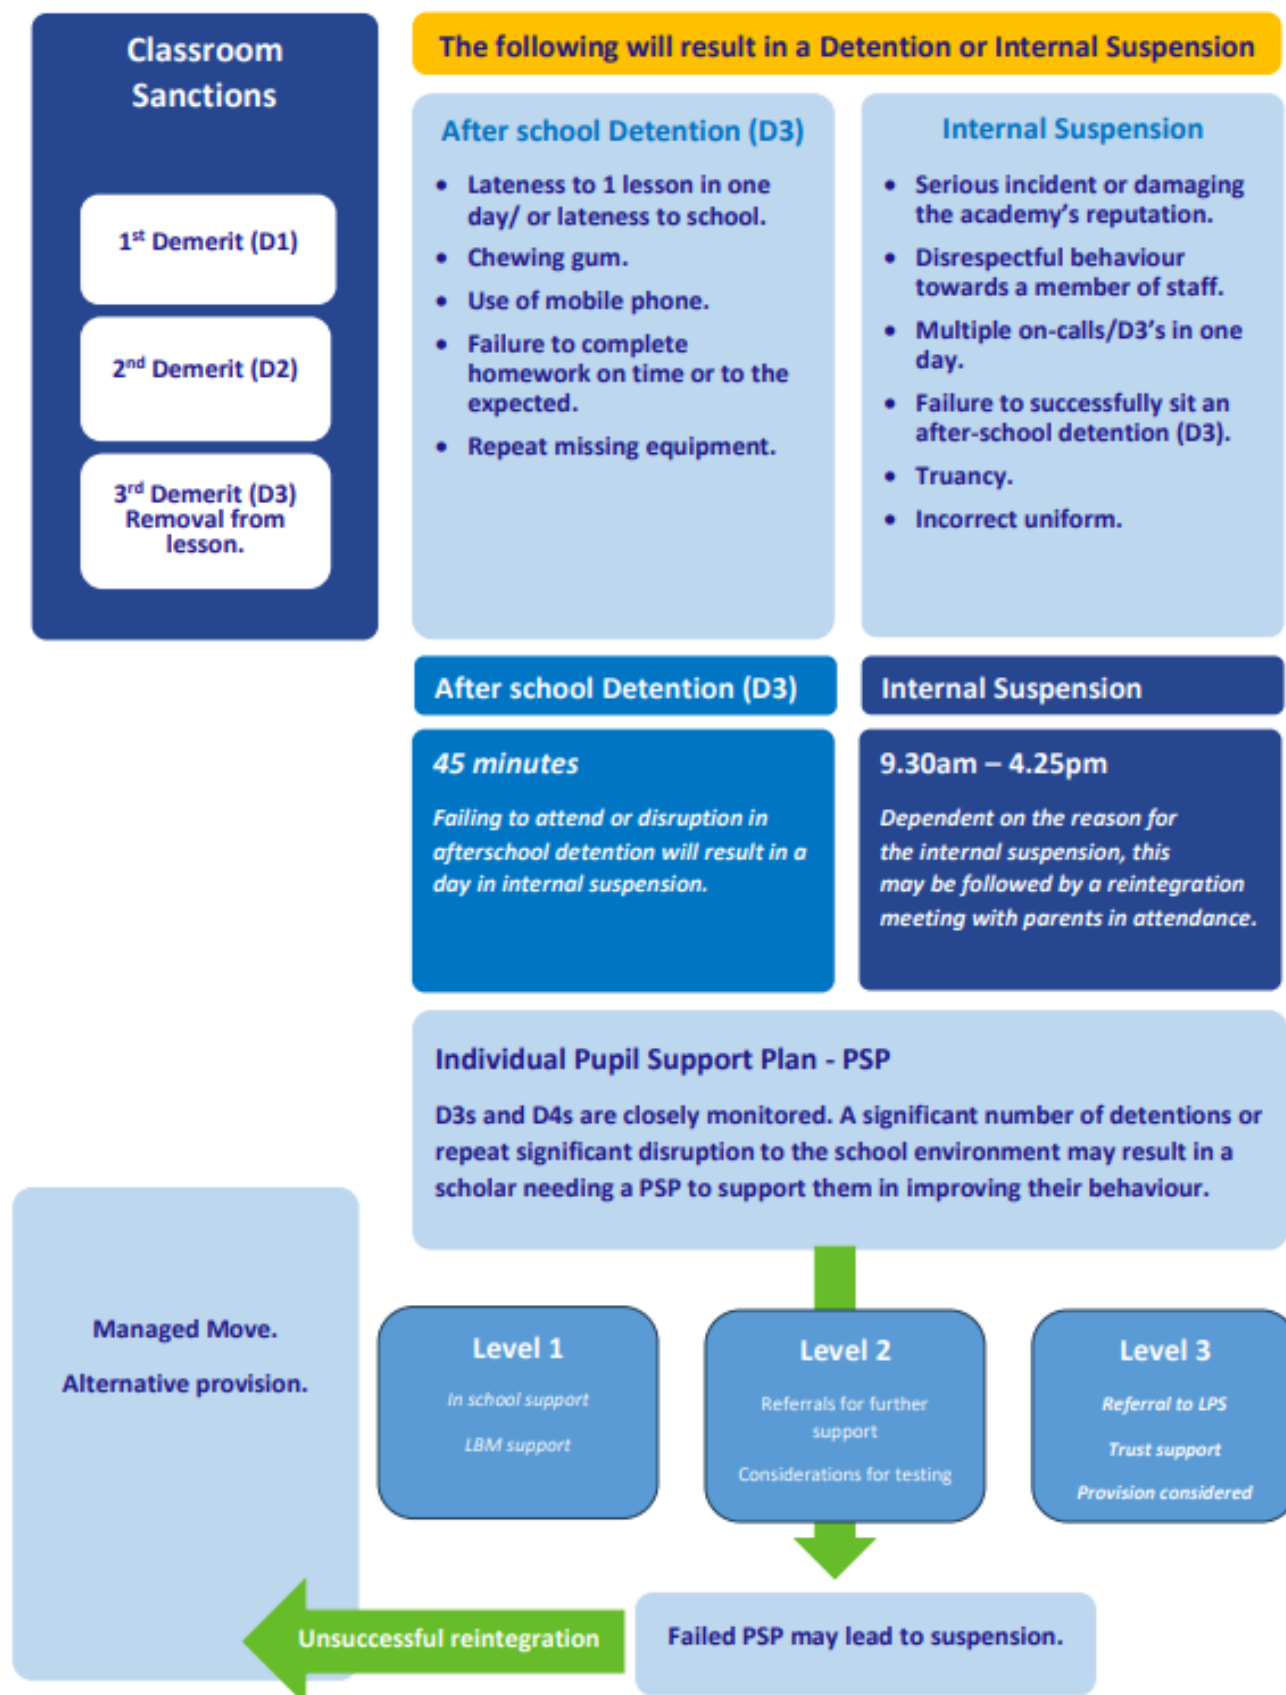 Classroom
Sanctions
1st Demerit (D1)
2nd Demerit (D2)
3rd Demerit (D3)
Removal from
lesson.
The following will result in a Detention or Internal Suspension
After school Detention (D3)
• Lateness to 1 lesson in one
day/ or lateness to school.
• Chewing gum.
• Use of mobile phone.
• Failure to complete
homework on time or to the
expected.
• Repeat missing equipment.
Internal Suspension
• Serious incident or damaging
the academy's reputation.
• Disrespectful behaviour
towards a member of staff.
• Multiple on-calls/D3's in one
day.
• Failure to successfully sit an
after-school detention (D3).
• Truancy.
• Incorrect uniform.
After school Detention (D3)
45 minutes
Failing to attend or disruption in
afterschool detention will result in a
day in internal suspension.
Internal Suspension
9.30am – 4.25pm
Dependent on the reason for
the internal suspension, this
may be followed by a reintegration
meeting with parents in attendance.
Individual Pupil Support Plan - PSP
D3s and D4s are closely monitored. A significant number of detentions or
repeat significant disruption to the school environment may result in a
scholar needing a PSP to support them in improving their behaviour.
Level 1
In school support
LBM support
Level 2
Referrals for further
support
Considerations for testing
Level 3
Referral to LPS
Trust support
Provision considered
Failed PSP may lead to suspension.
Unsuccessful reintegration
Managed Move.
Alternative provision.